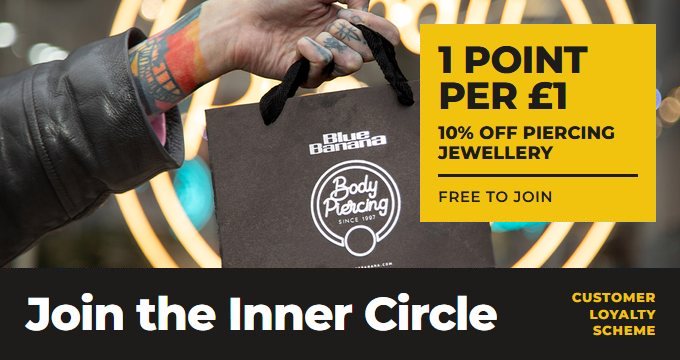 1 POINT
PER £1
10% OFF PIERCING
JEWELLERY
FREE TO JOIN
Blue
Banana
Body
Piercing
SINCE 1997
Join the Inner Circle
CUSTOMER
LOYALTY
SCHEME